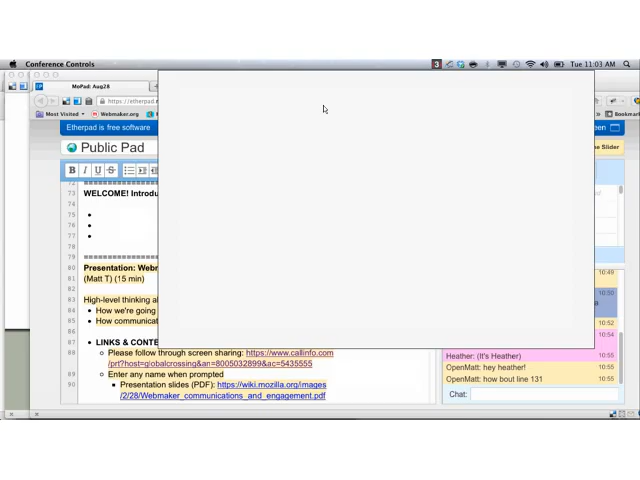 Conference Controls
3
Tue 11:03 AM
MoPad: Aug28
https://etherpad.
Most Visited
Webmaker.org
Bookmar
Etherpad is free software
een
Public Pad
e Slider
B I U S
72
73 WELCOME! Introdu
74
75
76
77
78
79
80 Presentation: Webm
81 (Matt T) (15 min)
82
83 High-level thinking a
84 How we're going
85 How communicat
86
87 LINKS & CONTE
88 Please follow through screen sharing: https://www.callinfo.com
/prt?host=globalcrossing&an=8005032899&ac=5435555
89 Enter any name when prompted
90 Presentation slides (PDF): https://wiki.mozilla.org/images
/2/28/Webmaker_communications_and_engagement.pdf
10:49
10:50
10:52
10:54
Heather: (It's Heather) 10:55
OpenMatt: hey heather! 10:55
OpenMatt: how bout line 131 10:55
Chat: